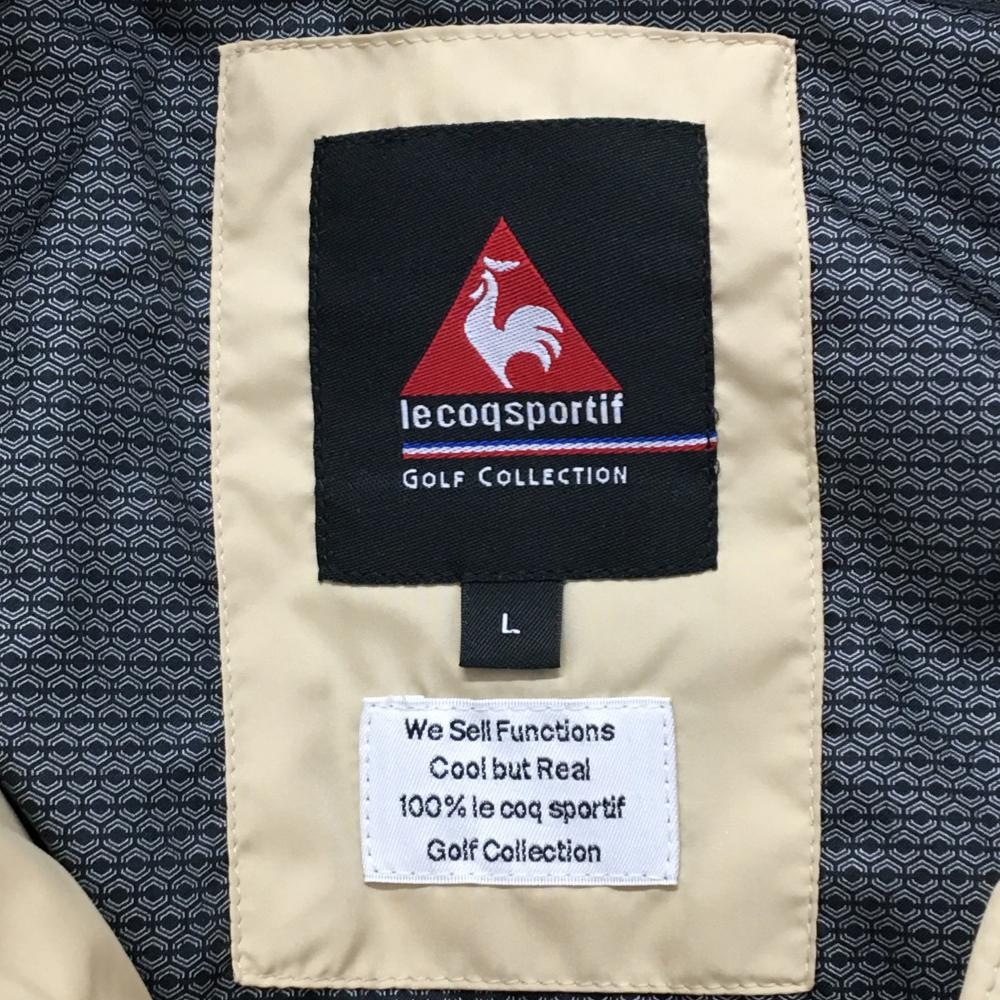 lecoqsportif
GOLF COLLECTION
L
We Sell Functions
Cool but Real
100% le coq sportif
Golf Collection